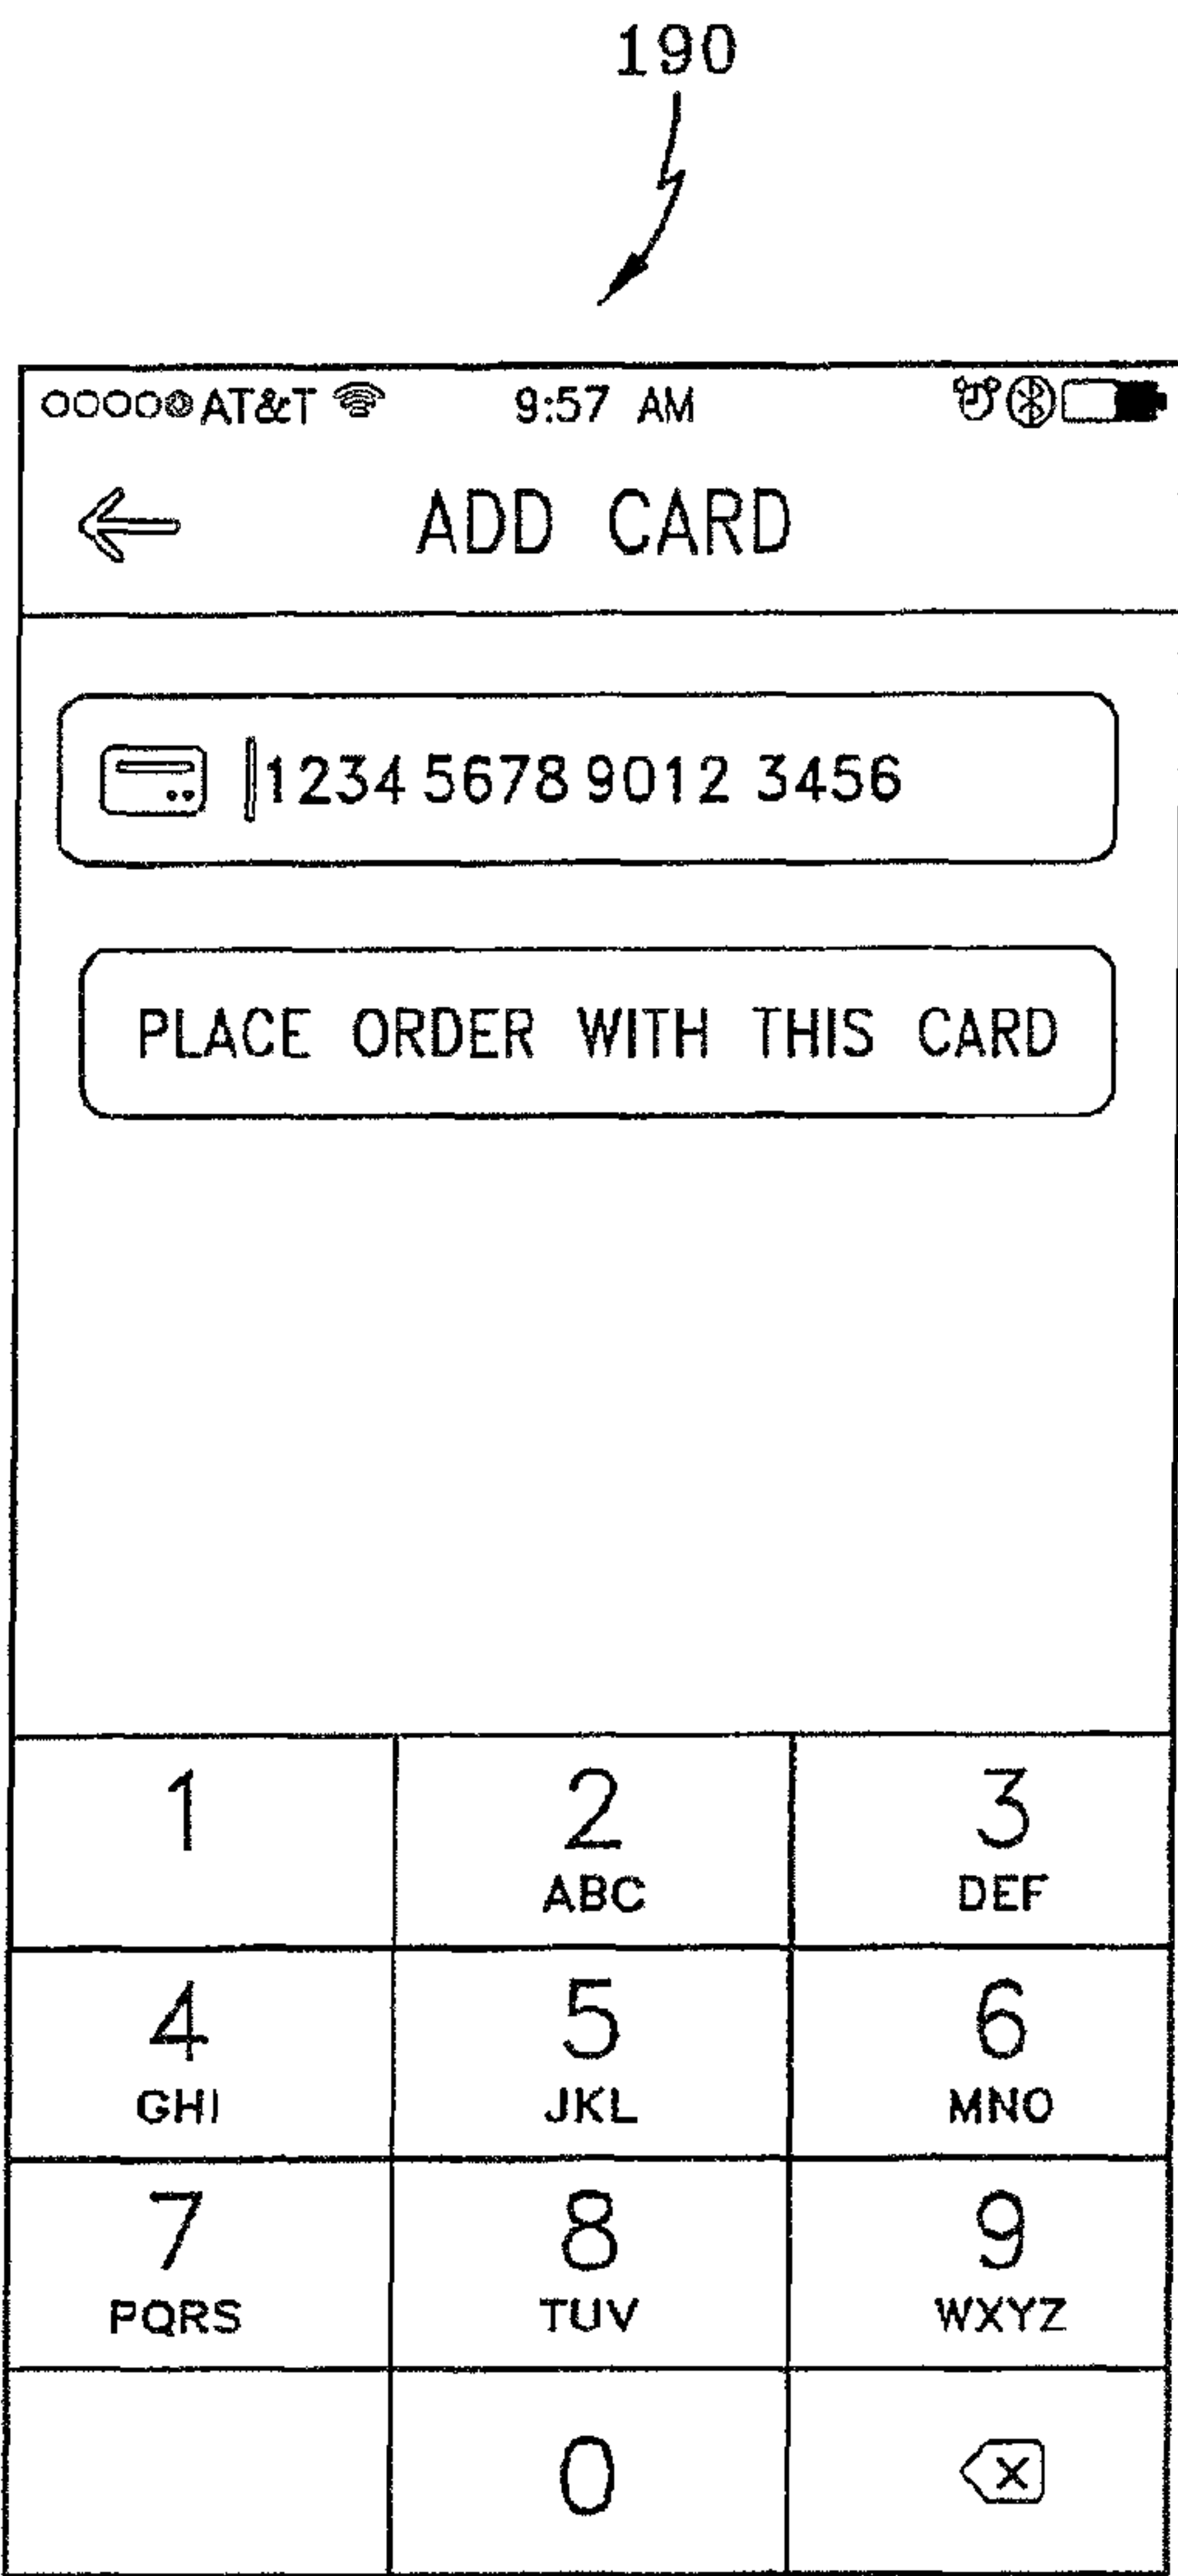 190
AT&T 9:57 AM
ADD CARD
1234 5678 9012 3456
PLACE ORDER WITH THIS CARD
1 2 3
ABC DEF
4 5 6
GHI JKL MNO
7 8 9
PQRS TUV WXYZ
0